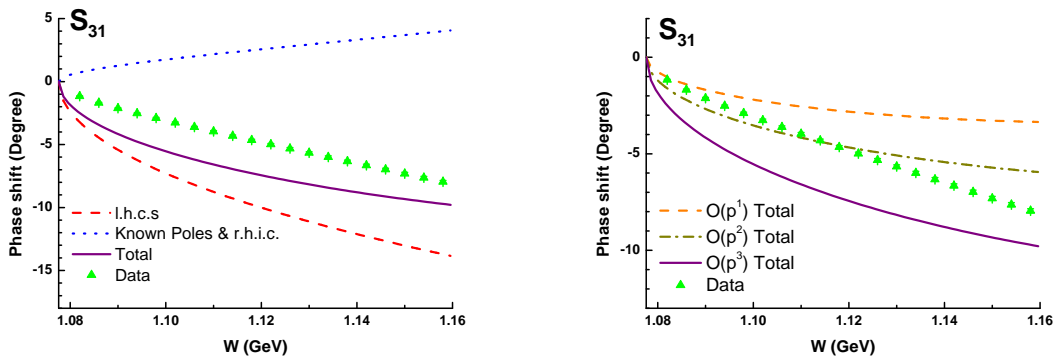 S31
Phase shift (Degree)
5
0
-5
-10
-15
l.h.c.s
Known Poles & r.h.i.c.
Total
Data
1.08 1.10 1.12 1.14 1.16
W (GeV)
S31
Phase shift (Degree)
0
-5
-10
O(p¹) Total
O(p²) Total
O(p³) Total
Data
1.08 1.10 1.12 1.14 1.16
W (GeV)